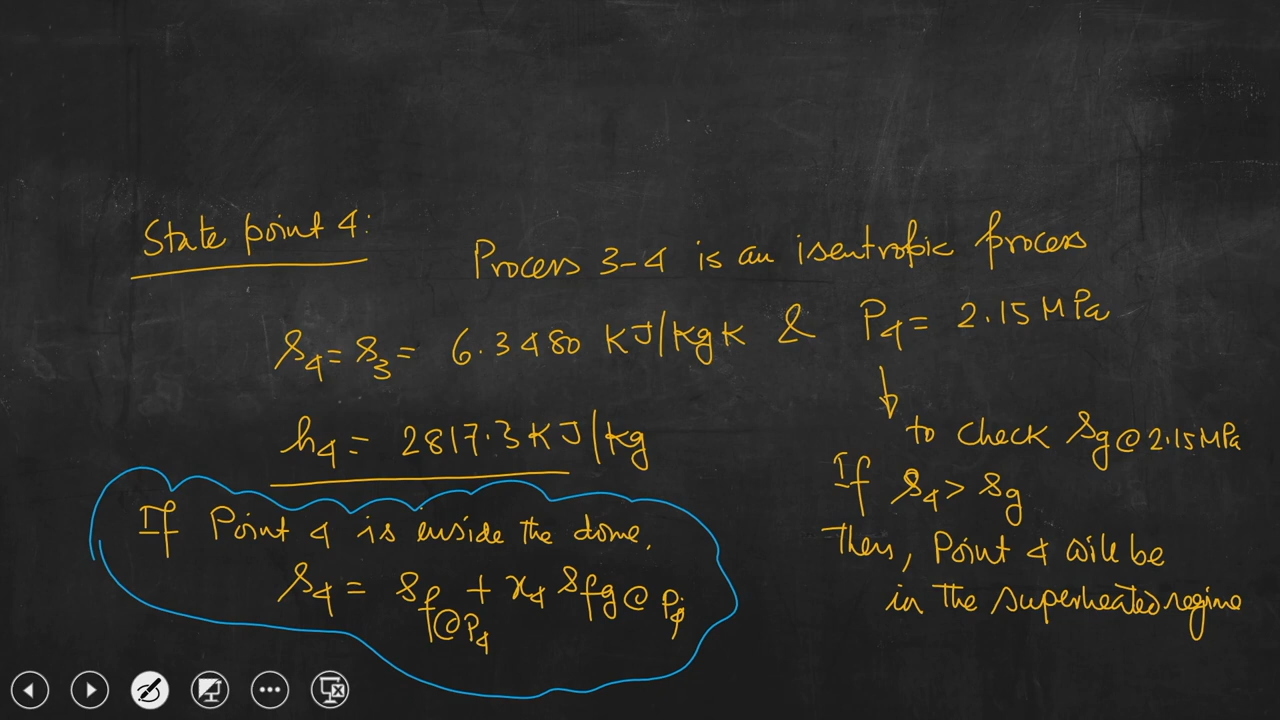 State point 4:
Process 3-4 is an isentropic process
s₄ = s₃ = 6.3480 KJ/kgK & P₄ = 2.15 MPa
↓
to check sg @ 2.15 MPa
h₄ = 2817.3 KJ/kg
If s₄ > sg
Then, Point 4 will be
in the superheated regime
If Point 4 is inside the dome,
s₄ = sf@P₄ + x₄ sfg@P₄